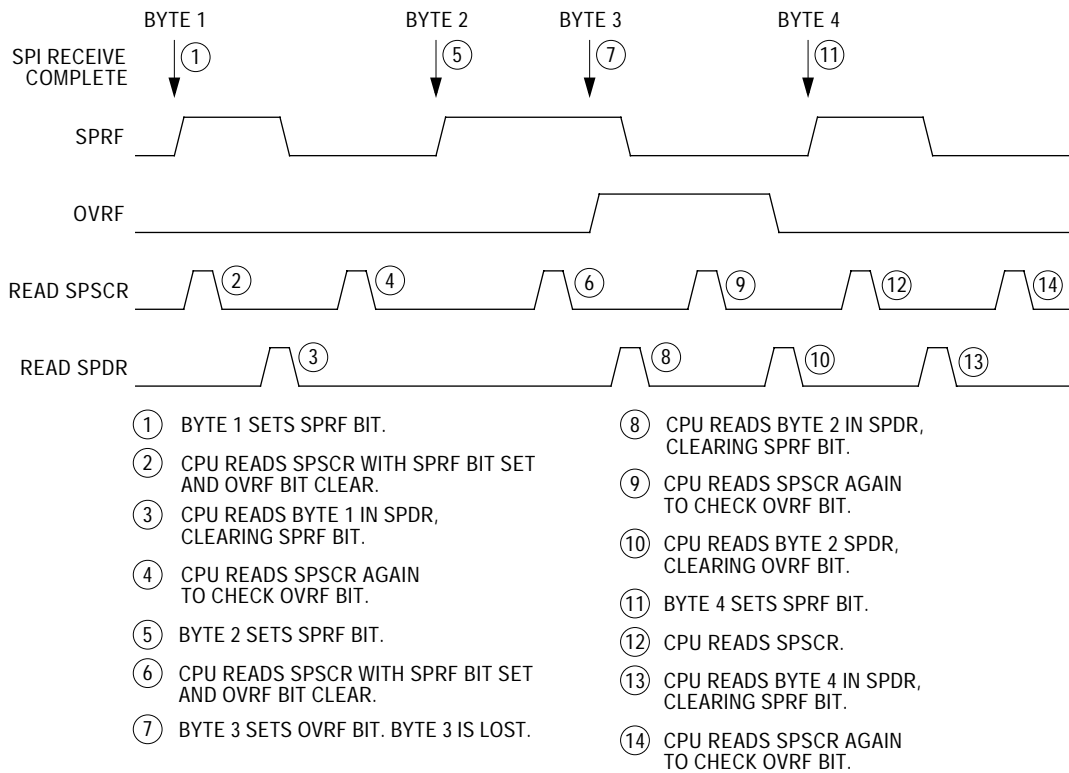 BYTE 1
BYTE 2
BYTE 3
BYTE 4
SPI RECEIVE
COMPLETE
1
5
7
11
SPRF
OVRF
READ SPSCR
2
4
6
9
12
14
READ SPDR
3
8
10
13
1 BYTE 1 SETS SPRF BIT.
2 CPU READS SPSCR WITH SPRF BIT SET
AND OVRF BIT CLEAR.
3 CPU READS BYTE 1 IN SPDR,
CLEARING SPRF BIT.
4 CPU READS SPSCR AGAIN
TO CHECK OVRF BIT.
5 BYTE 2 SETS SPRF BIT.
6 CPU READS SPSCR WITH SPRF BIT SET
AND OVRF BIT CLEAR.
7 BYTE 3 SETS OVRF BIT. BYTE 3 IS LOST.
8 CPU READS BYTE 2 IN SPDR,
CLEARING SPRF BIT.
9 CPU READS SPSCR AGAIN
TO CHECK OVRF BIT.
10 CPU READS BYTE 2 SPDR,
CLEARING OVRF BIT.
11 BYTE 4 SETS SPRF BIT.
12 CPU READS SPSCR.
13 CPU READS BYTE 4 IN SPDR,
CLEARING SPRF BIT.
14 CPU READS SPSCR AGAIN
TO CHECK OVRF BIT.